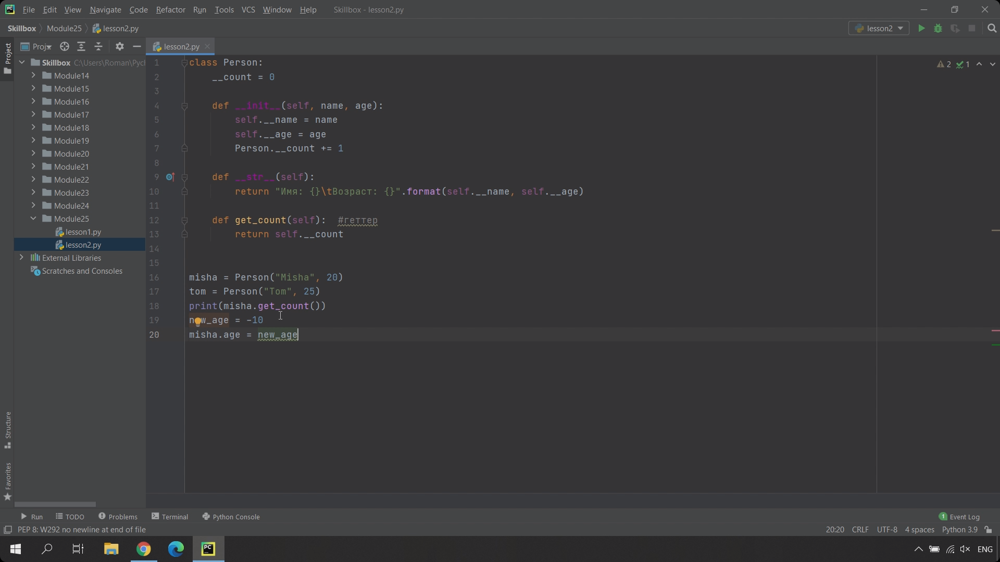 File Edit View Navigate Code Refactor Run Tools VCS Window Help Skillbox - lesson2.py
Skillbox Module25 lesson2.py lesson2
Project
Proj lesson2.py
Skillbox C:\Users\Roman\Pycl
Module14
Module15
Module16
Module17
Module18
Module19
Module20
Module21
Module22
Module23
Module24
Module25
lesson1.py
lesson2.py
External Libraries
Scratches and Consoles
Structure
Favorites
2 1
1 class Person:
2 __count = 0
3
4 def __init__(self, name, age):
5 self.__name = name
6 self.__age = age
7 Person.__count += 1
8
9 def __str__(self):
10 return "Имя: {}\tВозраст: {}".format(self.__name, self.__age)
11
12 def get_count(self): #геттер
13 return self.__count
14
15
16 misha = Person("Misha", 20)
17 tom = Person("Tom", 25)
18 print(misha.get_count())
19 new_age = -10
20 misha.age = new_age
Run TODO Problems Terminal Python Console 1 Event Log
PEP 8: W292 no newline at end of file 20:20 CRLF UTF-8 4 spaces Python 3.9
PC ENG